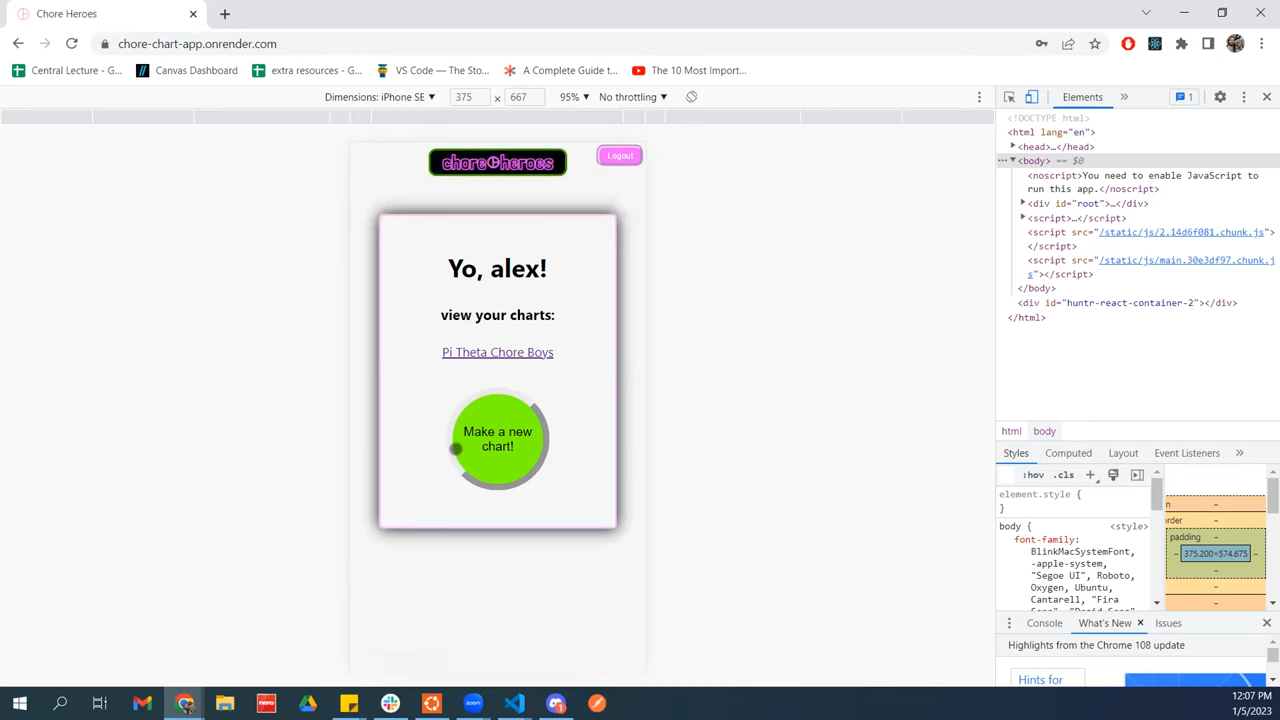 Chore Heroes
chore-chart-app.onrender.com
Central Lecture - G...
Canvas Dashboard
extra resources - G...
VS Code — The Sto...
A Complete Guide t...
The 10 Most Import...
Dimensions: iPhone SE
375
×
667
95%
No throttling
Elements
1
<!DOCTYPE html>
<html lang="en">
<head>…</head>
<body> == $0
<noscript>You need to enable JavaScript to
run this app.</noscript>
<div id="root">…</div>
<script>…</script>
<script src="/static/js/2.14d6f081.chunk.js">
</script>
<script src="/static/js/main.30e3df97.chunk.j
s"></script>
</body>
<div id="huntr-react-container-2"></div>
</html>
chore heroes
Logout
Yo, alex!
view your charts:
Pi Theta Chore Boys
Make a new
chart!
html
body
Styles
Computed
Layout
Event Listeners
:hov
.cls
element.style {
}
body {
<style>
font-family:
BlinkMacSystemFont,
-apple-system,
"Segoe UI", Roboto,
Oxygen, Ubuntu,
Cantarell, "Fira
padding
375.200×574.675
Console
What's New
Issues
Highlights from the Chrome 108 update
Hints for
12:07 PM
1/5/2023